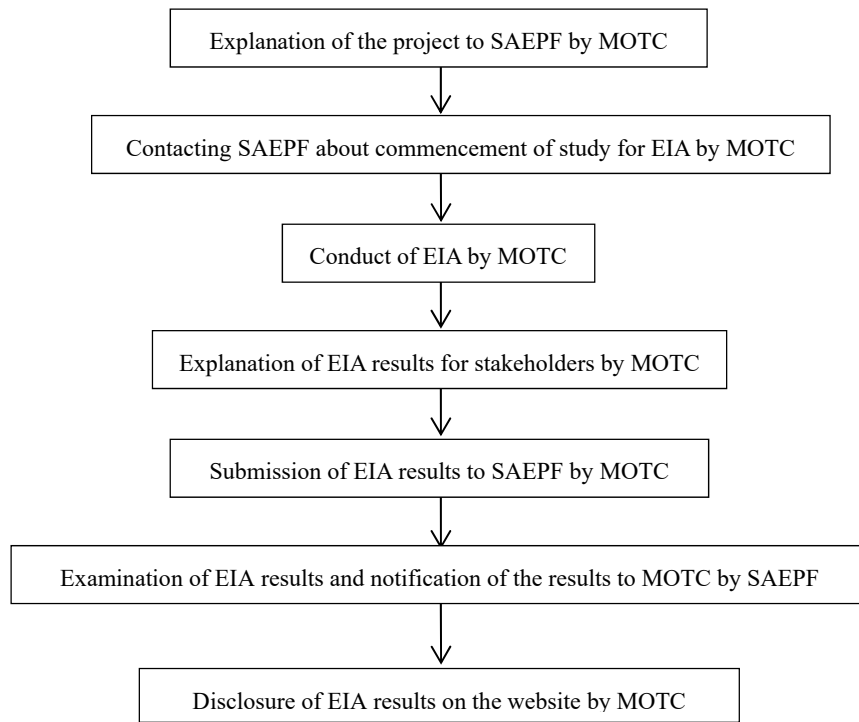 Explanation of the project to SAEPF by MOTC
Contacting SAEPF about commencement of study for EIA by MOTC
Conduct of EIA by MOTC
Explanation of EIA results for stakeholders by MOTC
Submission of EIA results to SAEPF by MOTC
Examination of EIA results and notification of the results to MOTC by SAEPF
Disclosure of EIA results on the website by MOTC